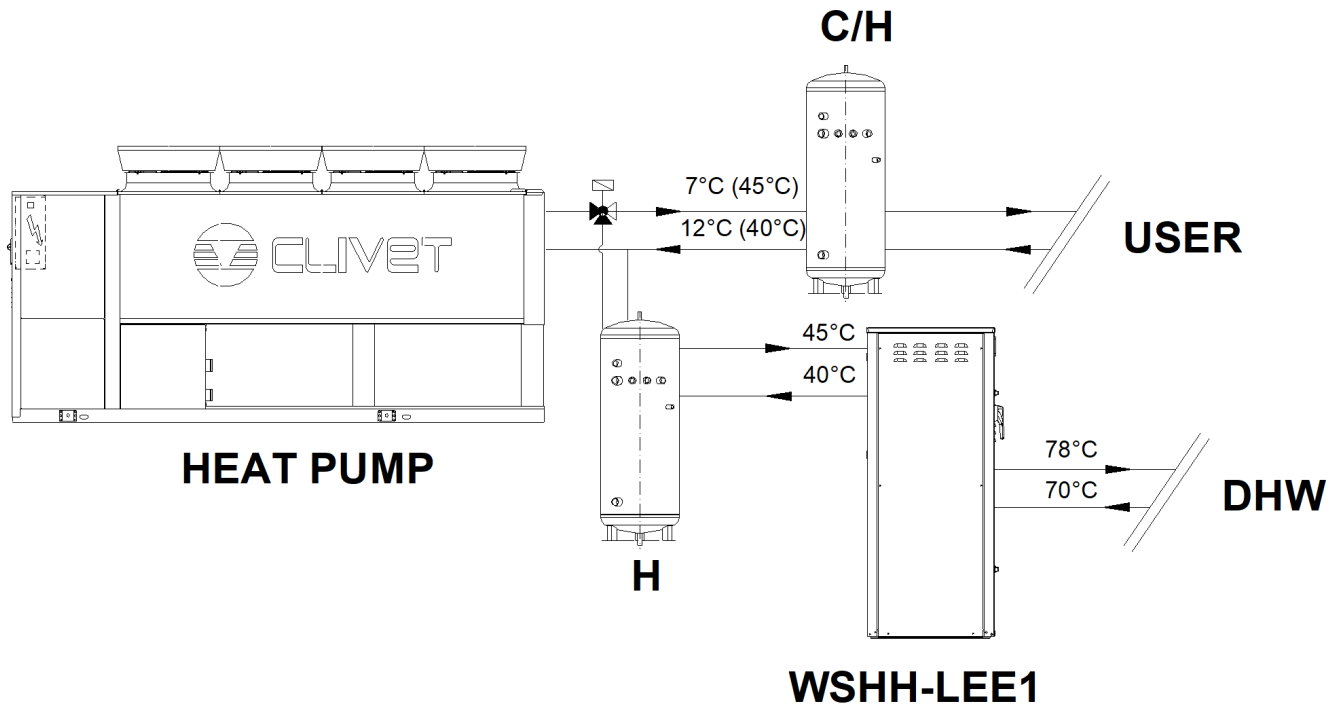 C/H
7°C (45°C)
12°C (40°C)
USER
CLIVET
45°C
40°C
HEAT PUMP
78°C
70°C
DHW
H
WSHH-LEE1